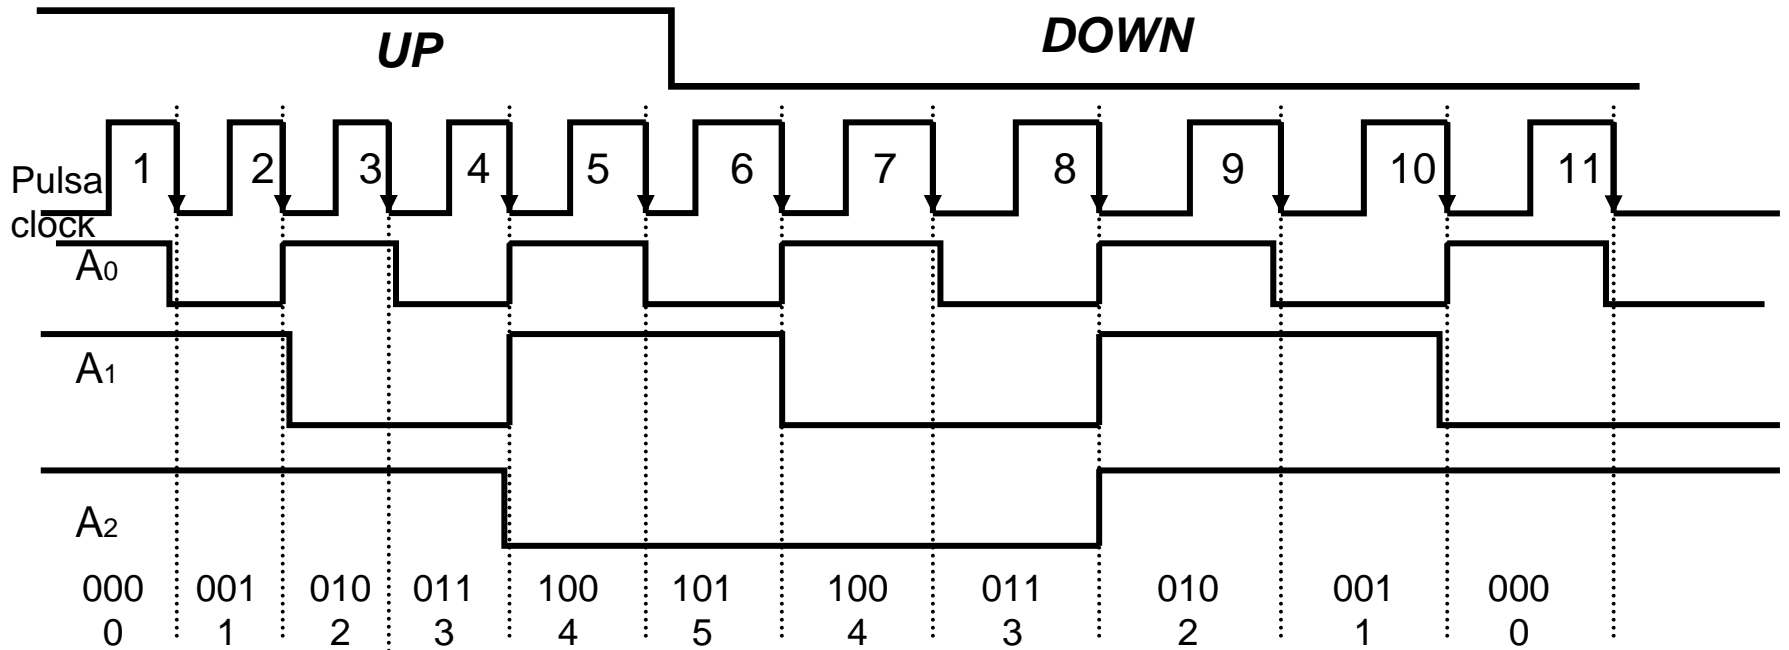 UP DOWN
Pulsa clock
1 2 3 4 5 6 7 8 9 10 11
A0
A1
A2
000 001 010 011 100 101 100 011 010 001 000
0 1 2 3 4 5 4 3 2 1 0